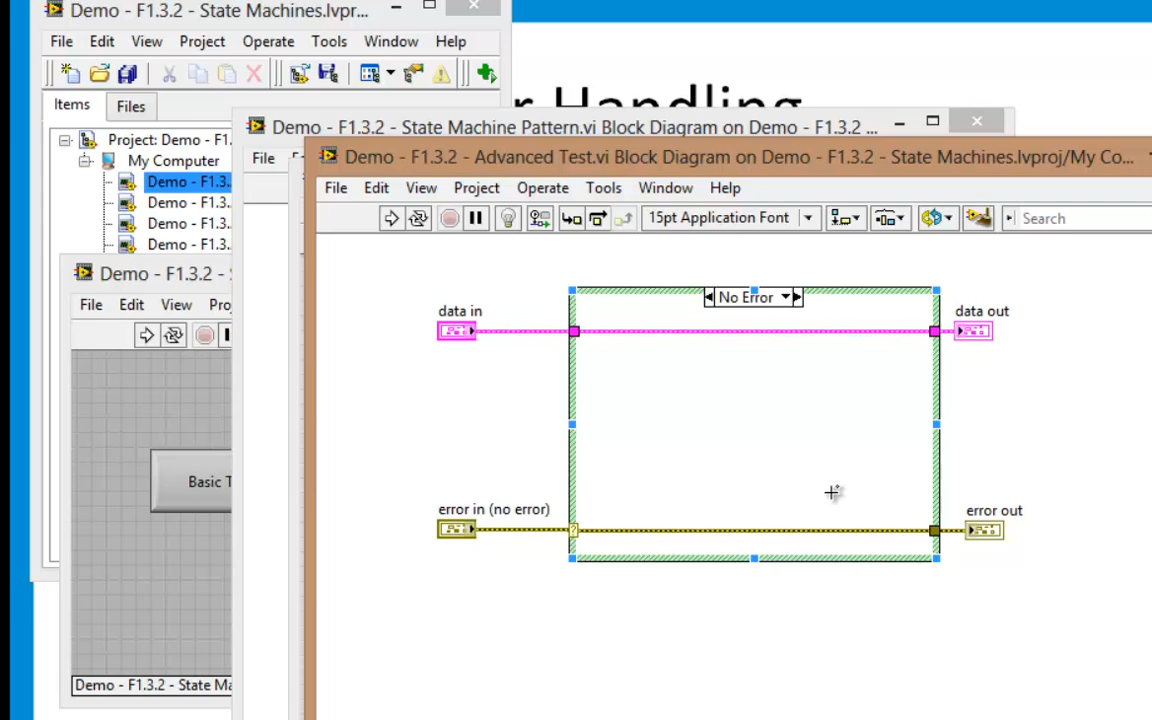 Demo - F1.3.2 - State Machines.lvpr...
File Edit View Project Operate Tools Window Help
Items Files
r Handling
Project: Demo - F1.
My Computer
Demo - F1.3..
Demo - F1.3..
Demo - F1.3..
Demo - F1.3..
Demo - F1.3.2 - State Machine Pattern.vi Block Diagram on Demo - F1.3.2 ...
File
Demo - F1.3.2 - Advanced Test.vi Block Diagram on Demo - F1.3.2 - State Machines.lvproj/My Co...
File Edit View Project Operate Tools Window Help
15pt Application Font
Search
Demo - F1.3.2 -
File Edit View
Basic T
Demo - F1.3.2 - State Ma
No Error
data in
data out
error in (no error)
error out
?